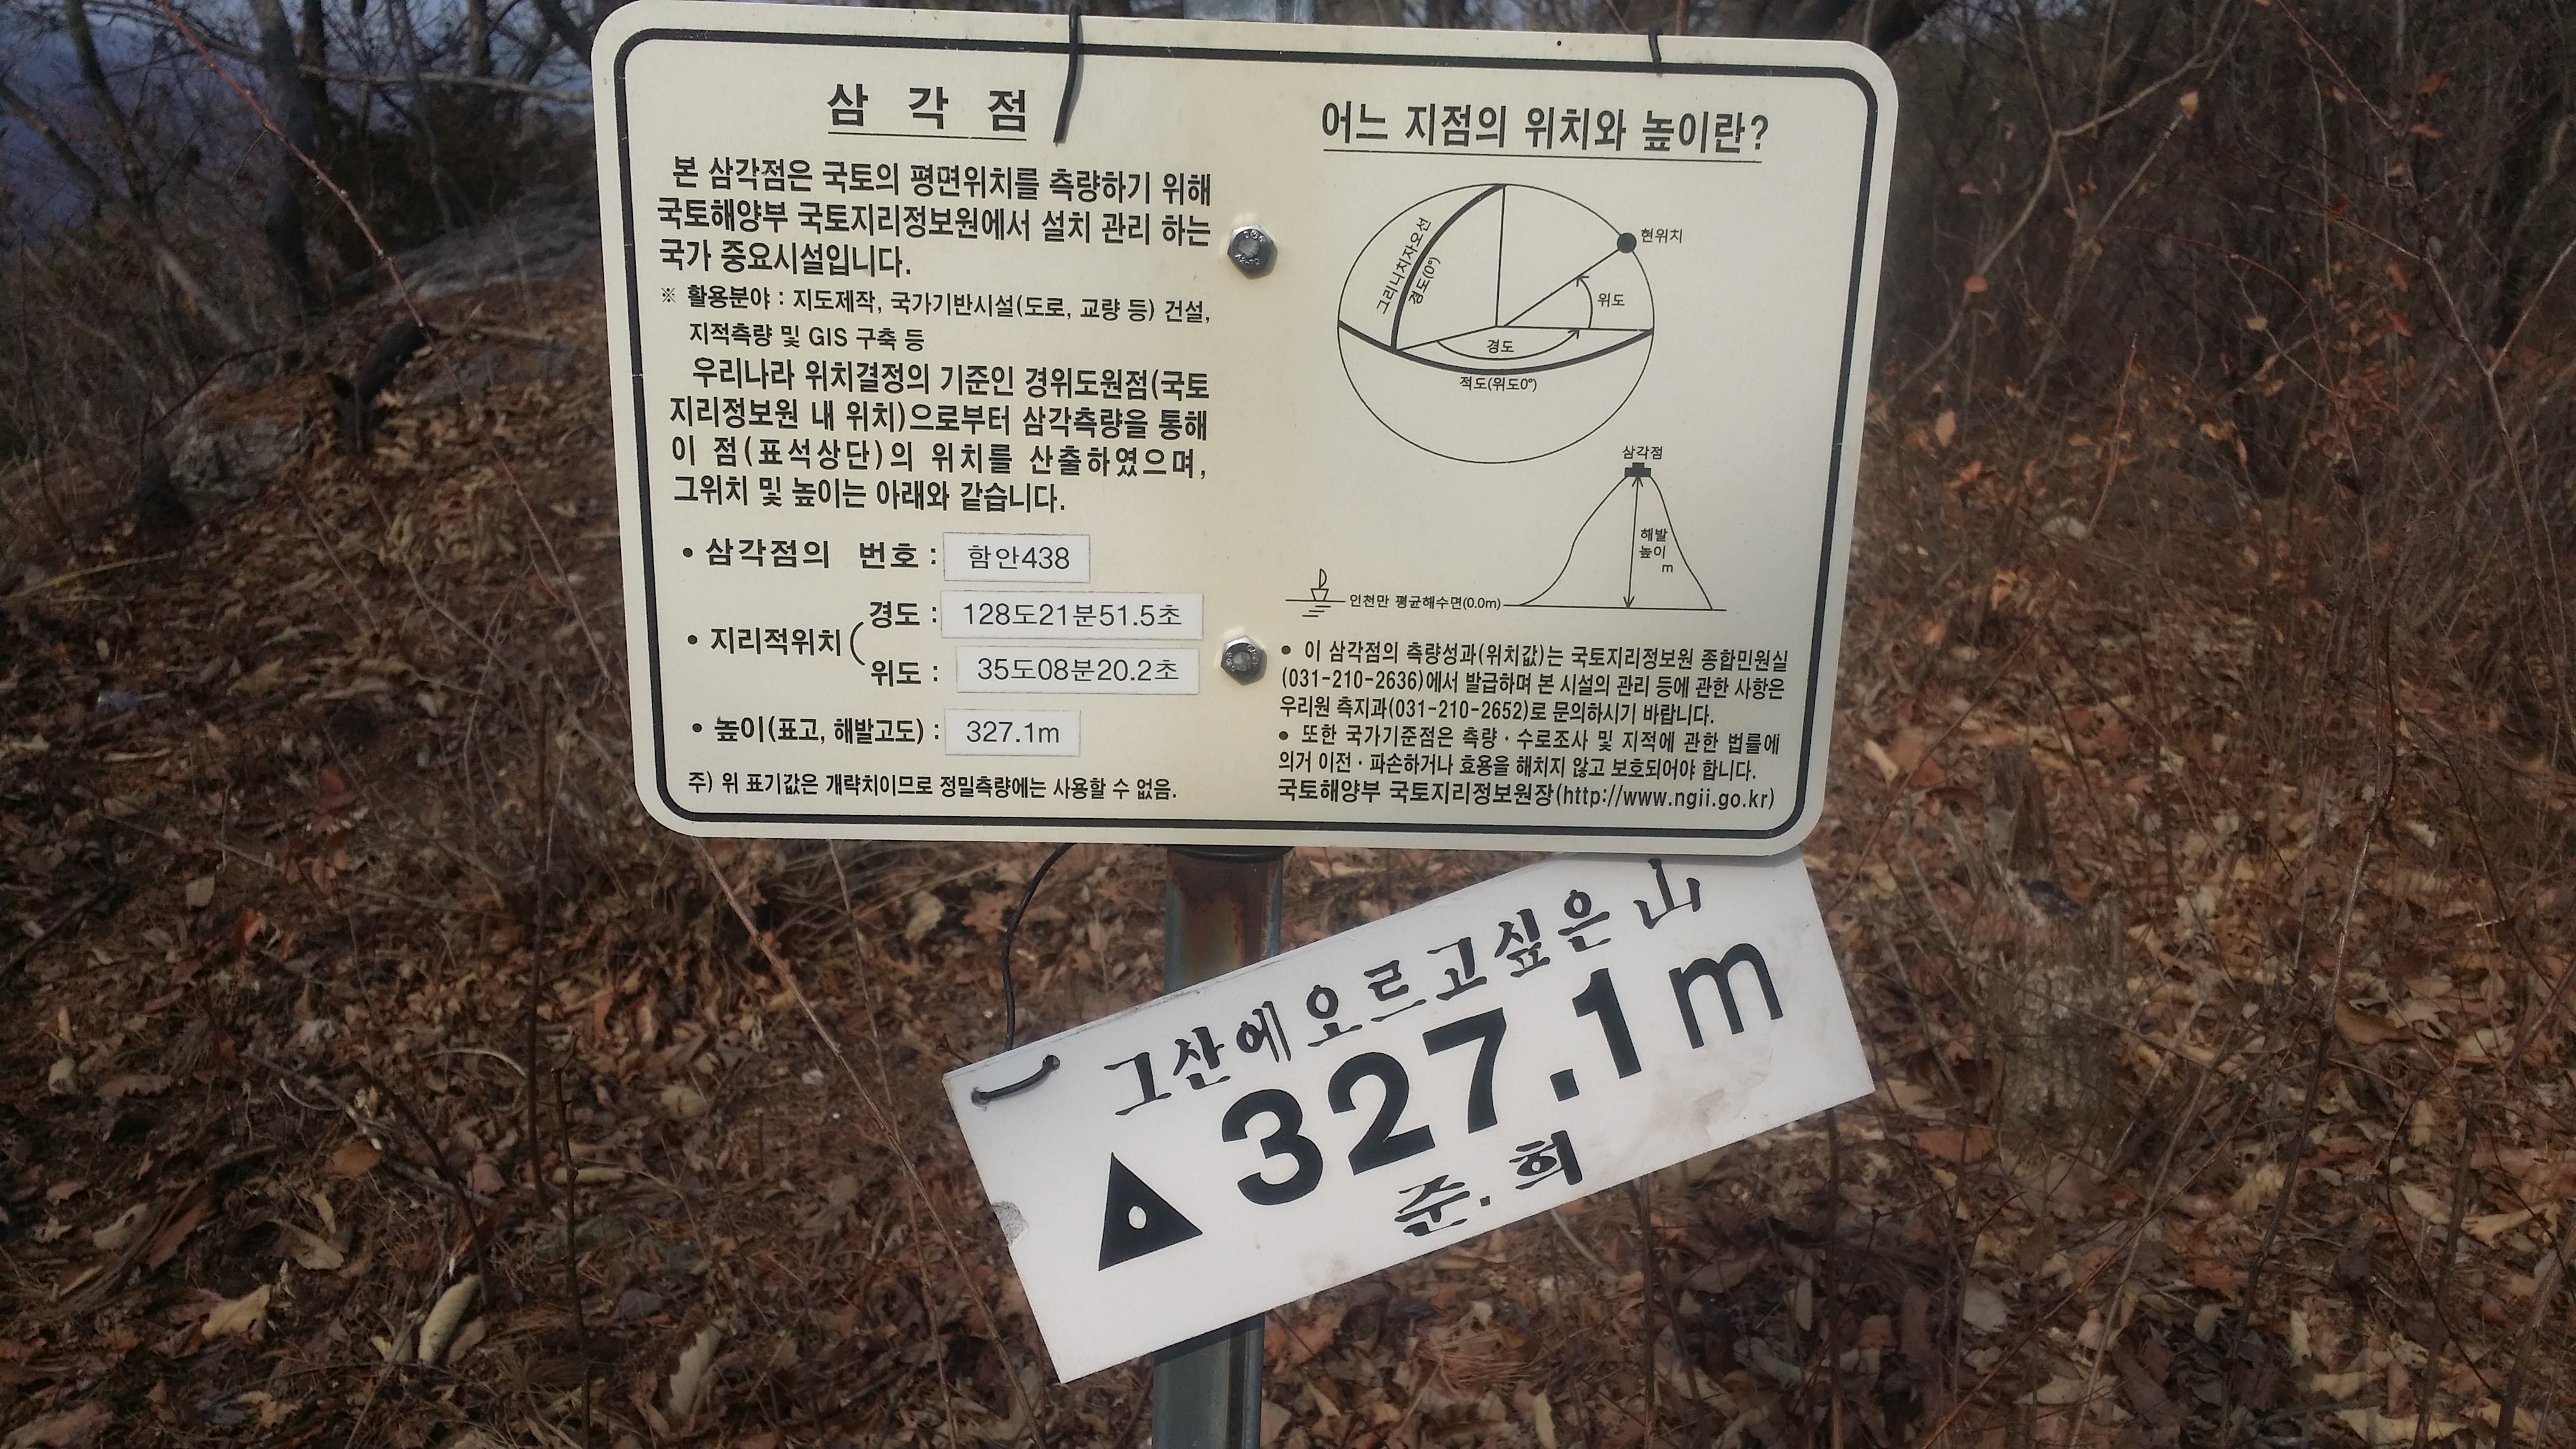 삼 각 점
본 삼각점은 국토의 평면위치를 측량하기 위해
국토해양부 국토지리정보원에서 설치 관리 하는
국가 중요시설입니다.
※ 활용분야 : 지도제작, 국가기반시설(도로, 교량 등) 건설,
지적측량 및 GIS 구축 등
우리나라 위치결정의 기준인 경위도원점(국토
지리정보원 내 위치)으로부터 삼각측량을 통해
이 점(표석상단)의 위치를 산출하였으며,
그위치 및 높이는 아래와 같습니다.
• 삼각점의 번호 : 함안438
• 지리적위치 ( 경도 : 128도21분51.5초
위도 : 35도08분20.2초
• 높이(표고, 해발고도) : 327.1m
주) 위 표기값은 개략치이므로 정밀측량에는 사용할 수 없음.
어느 지점의 위치와 높이란?
현위치
그리니치자오선
경도(0°)
위도
경도
적도(위도0°)
삼각점
해발
높이
m
인천만 평균해수면(0.0m)
• 이 삼각점의 측량성과(위치값)는 국토지리정보원 종합민원실
(031-210-2636)에서 발급하며 본 시설의 관리 등에 관한 사항은
우리원 측지과(031-210-2652)로 문의하시기 바랍니다.
• 또한 국가기준점은 측량 · 수로조사 및 지적에 관한 법률에
의거 이전 · 파손하거나 효용을 해치지 않고 보호되어야 합니다.
국토해양부 국토지리정보원장(http://www.ngii.go.kr)
그산에오르고싶은山
▲327.1m
준.희